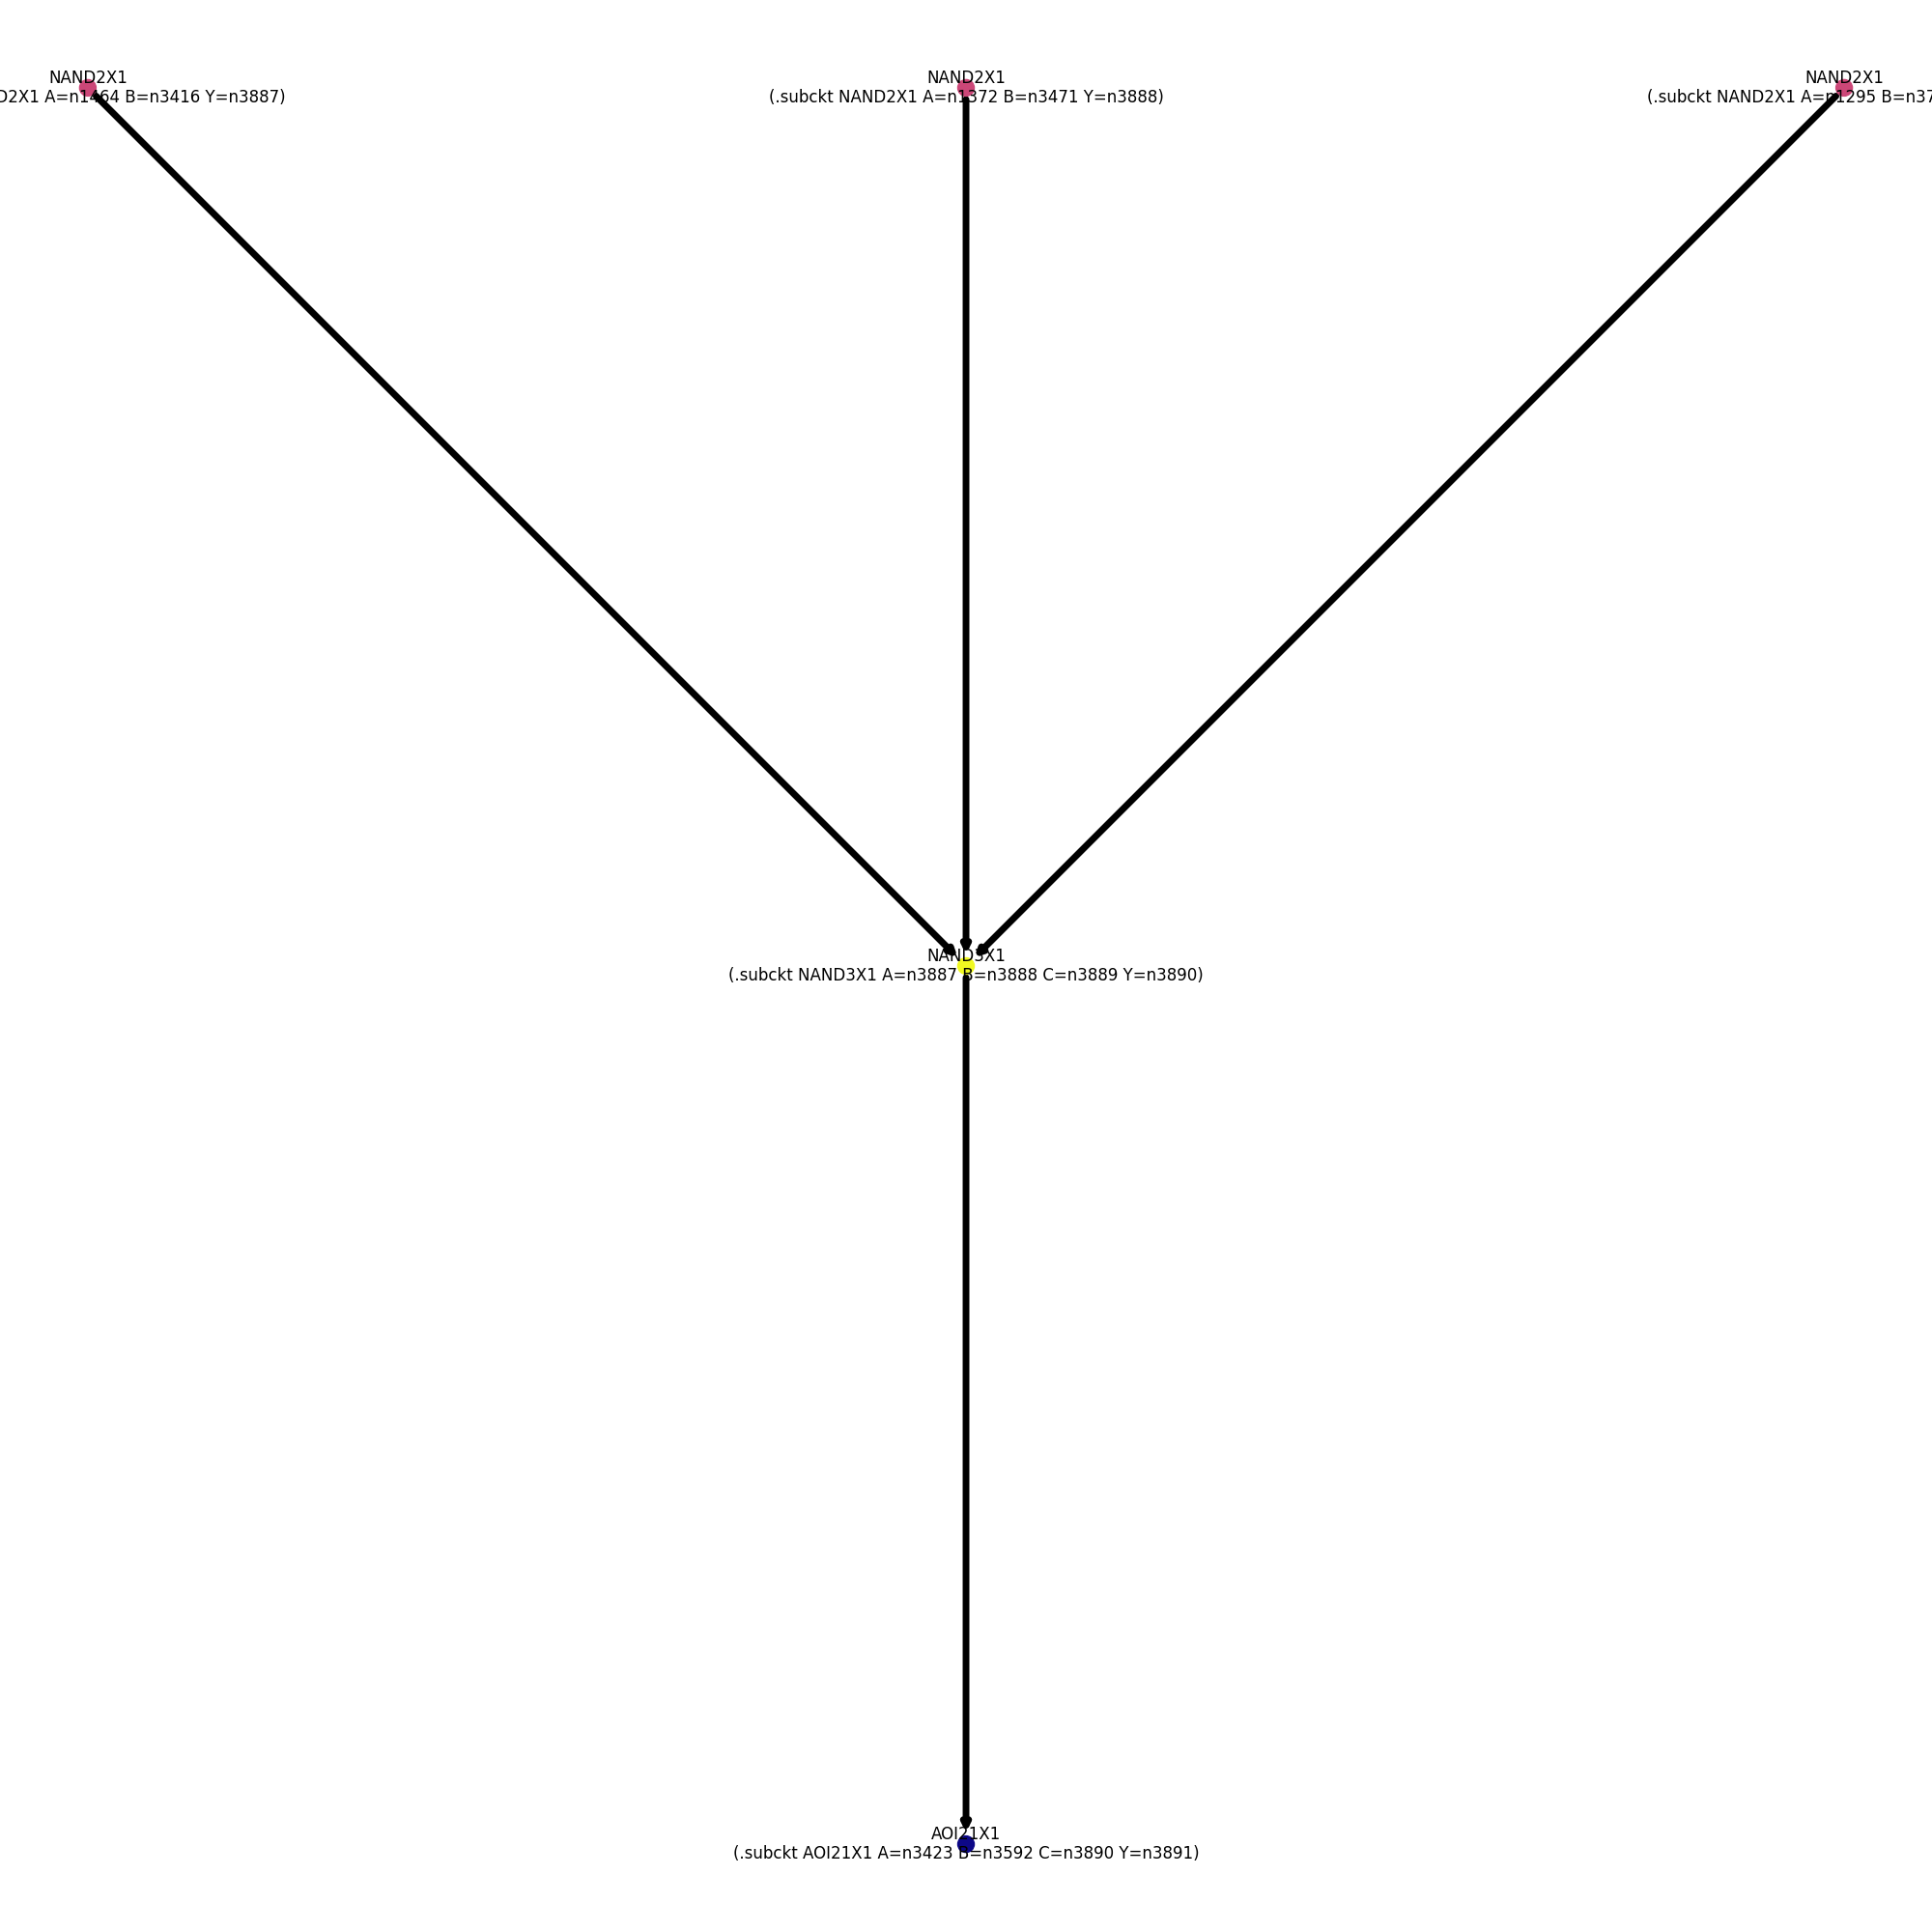 NAND2X1
D2X1 A=n1464 B=n3416 Y=n3887)
NAND2X1
(.subckt NAND2X1 A=n1372 B=n3471 Y=n3888)
NAND2X1
(.subckt NAND2X1 A=n1295 B=n37
NAND3X1
(.subckt NAND3X1 A=n3887 B=n3888 C=n3889 Y=n3890)
AOI21X1
(.subckt AOI21X1 A=n3423 B=n3592 C=n3890 Y=n3891)